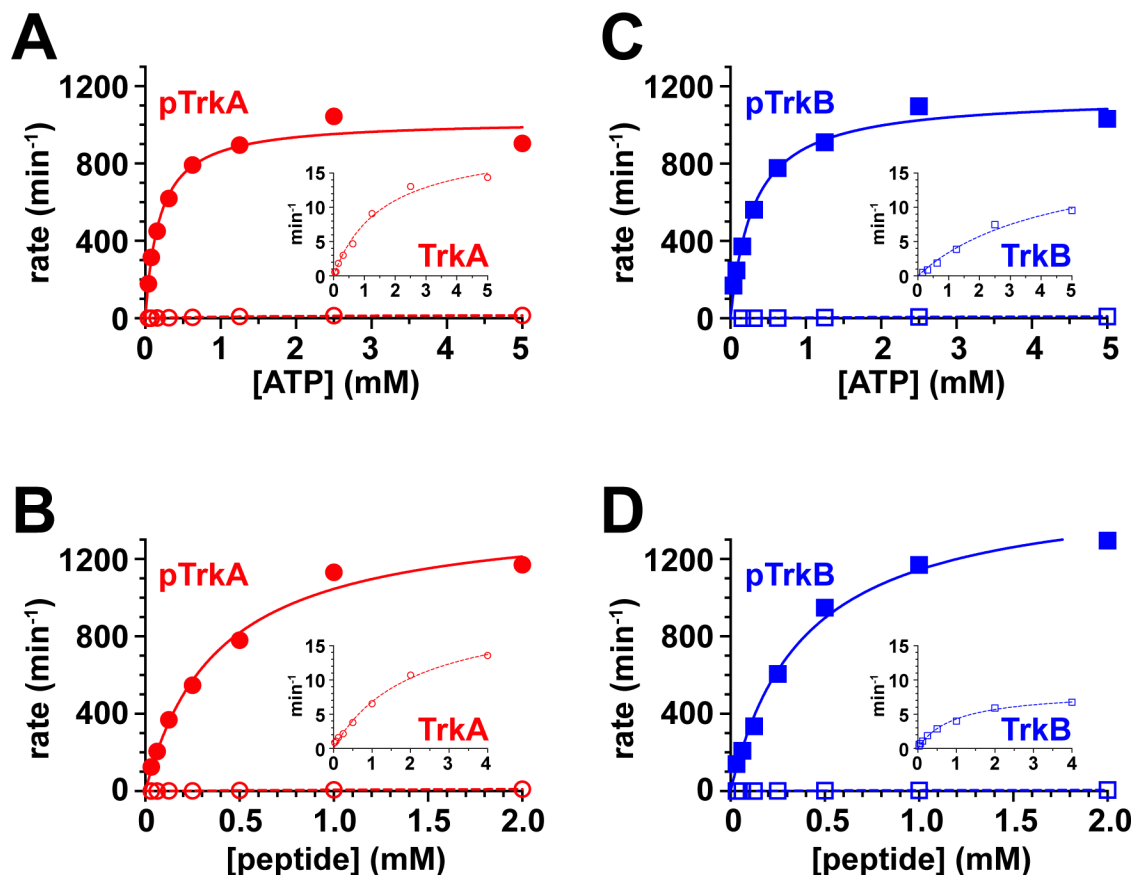 A
rate (min⁻¹)
1200
800
400
0
pTrkA
min⁻¹
15
10
5
0
TrkA
0 1 2 3 4 5
0 1 2 3 4 5
[ATP] (mM)
C
rate (min⁻¹)
1200
800
400
0
pTrkB
min⁻¹
15
10
5
0
TrkB
0 1 2 3 4 5
0 1 2 3 4 5
[ATP] (mM)
B
rate (min⁻¹)
1200
800
400
0
pTrkA
min⁻¹
15
10
5
0
TrkA
0 1 2 3 4
0 0.5 1.0 1.5 2.0
[peptide] (mM)
D
rate (min⁻¹)
1200
800
400
0
pTrkB
min⁻¹
15
10
5
0
TrkB
0 1 2 3 4
0 0.5 1.0 1.5 2.0
[peptide] (mM)